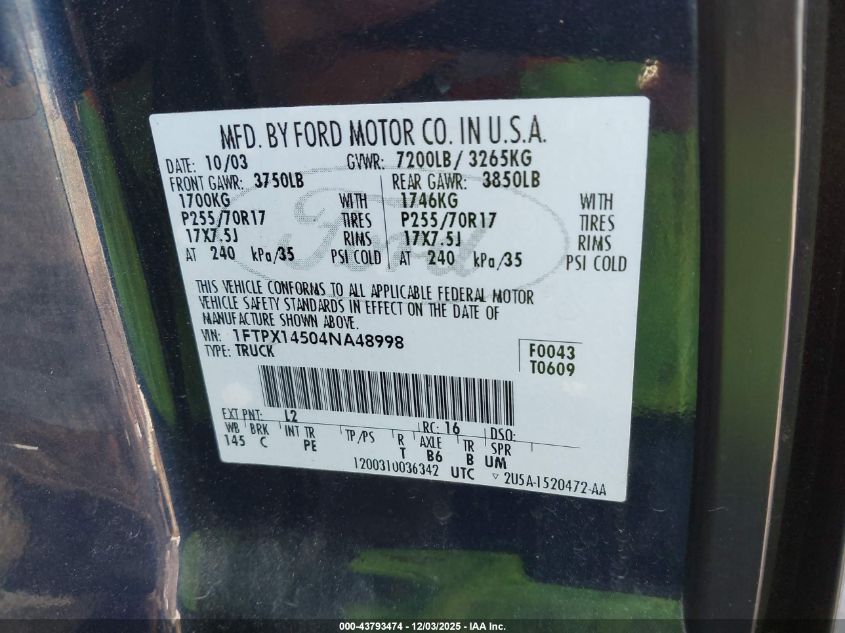 MFD. BY FORD MOTOR CO. IN U.S.A.
DATE: 10/03 GVWR: 7200LB/ 3265KG
FRONT GAWR: 3750LB REAR GAWR: 3850LB
1700KG WITH 1746KG WITH
P255/70R17 TIRES P255/70R17 TIRES
17X7.5J RIMS 17X7.5J RIMS
AT 240 kPa/35 PSI COLD AT 240 kPa/35 PSI COLD
Ford
THIS VEHICLE CONFORMS TO ALL APPLICABLE FEDERAL MOTOR
VEHICLE SAFETY STANDARDS IN EFFECT ON THE DATE OF
MANUFACTURE SHOWN ABOVE.
VIN: 1FTPX14504NA48998
TYPE: TRUCK
F0043
T0609
EXT PNT: L2 RC: 16 DSO:
WB BRK INT TR TP/PS R AXLE TR SPR
145 C PE T B6 B UM
1200310036342 UTC ▽ 2U5A-1520472-AA
000-43793474 | 12/03/2025 - IAA Inc.